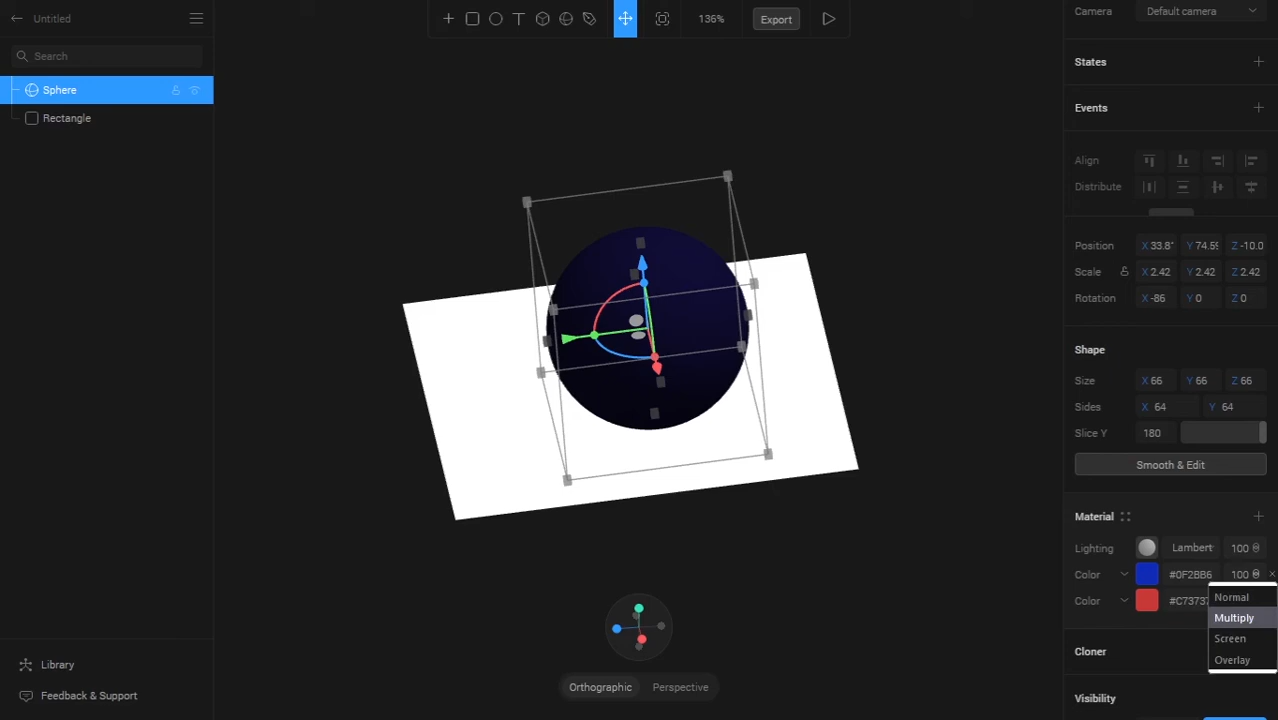 Untitled
136%
Export
Search
Sphere
Rectangle
Library
Feedback & Support
Orthographic
Perspective
Camera Default camera
States
Events
Align
Distribute
Position X 33.8 Y 74.5 Z -10.0
Scale X 2.42 Y 2.42 Z 2.42
Rotation X -86 Y 0 Z 0
Shape
Size X 66 Y 66 Z 66
Sides X 64 Y 64
Slice Y 180
Smooth & Edit
Material
Lighting Lambert 100
Color #0F2BB6 100
Color #C73737
Normal
Multiply
Screen
Overlay
Cloner
Visibility